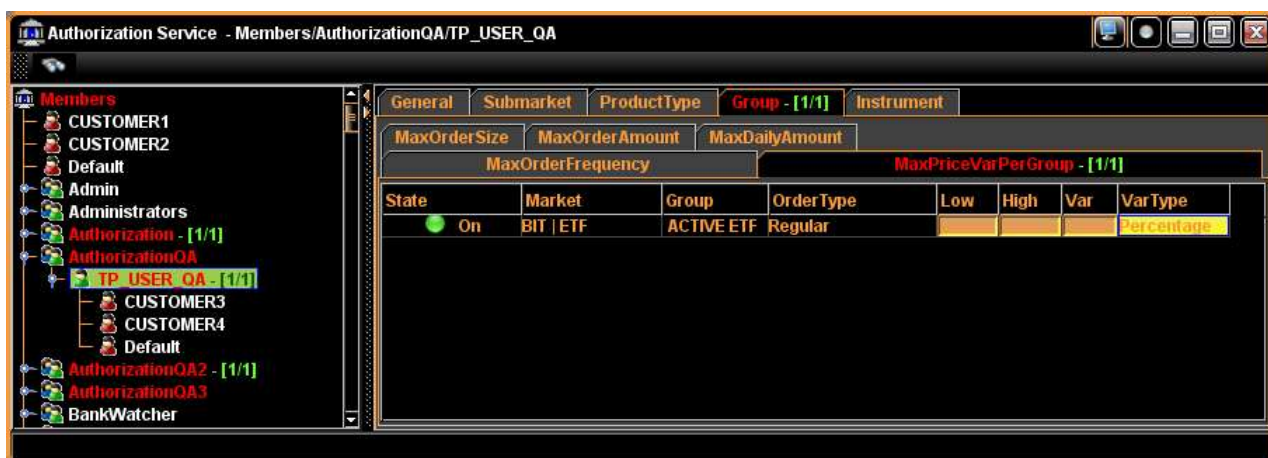 Authorization Service - Members/AuthorizationQA/TP_USER_QA
Members
CUSTOMER1
CUSTOMER2
Default
Admin
Administrators
Authorization - [1/1]
AuthorizationQA
TP_USER_QA - [1/1]
CUSTOMER3
CUSTOMER4
Default
AuthorizationQA2 - [1/1]
AuthorizationQA3
BankWatcher
General Submarket ProductType Group - [1/1] Instrument
MaxOrderSize MaxOrderAmount MaxDailyAmount
MaxOrderFrequency MaxPriceVarPerGroup - [1/1]
State Market Group OrderType Low High Var VarType
On BIT | ETF ACTIVE ETF Regular Percentage